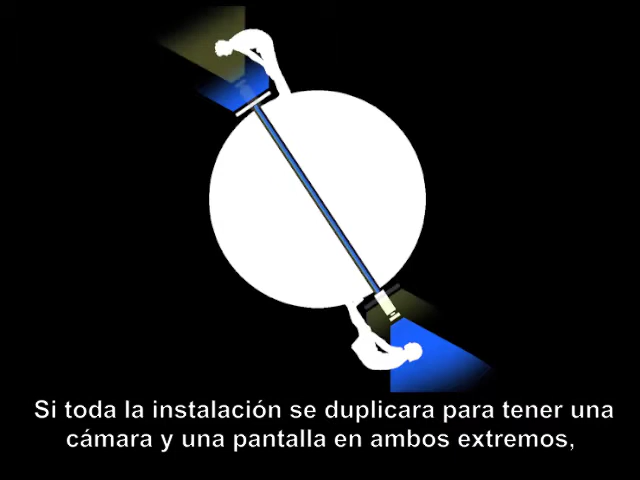 Si toda la instalación se duplicara para tener una
cámara y una pantalla en ambos extremos,